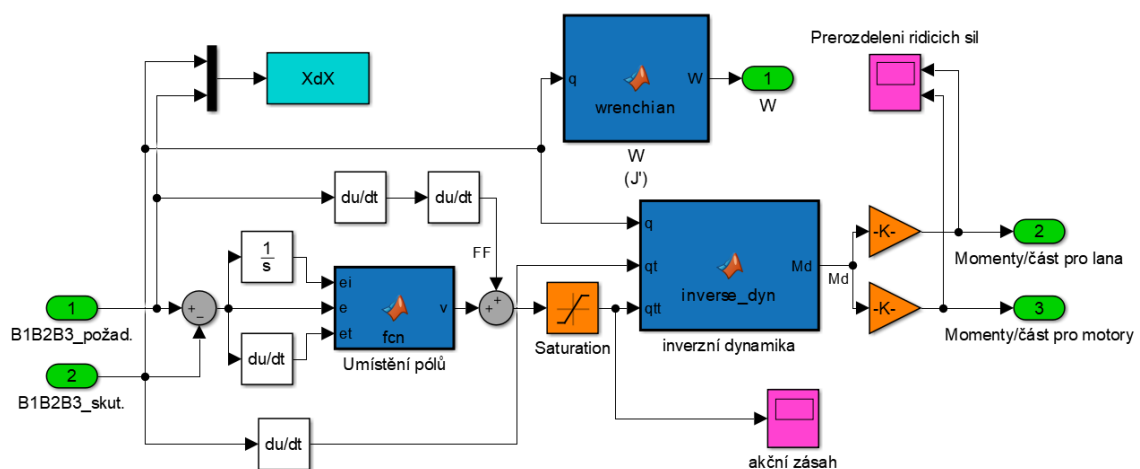 Prerozdeleni ridicich sil
XdX
q
wrenchian
W
1
W
W
(J')
du/dt
du/dt
FF
1
s
ei
e
et
v
fcn
Umístění pólů
+
−
+
+
Saturation
q
qt
qtt
inverse_dyn
Md
inverzní dynamika
Md
-K-
-K-
2
Momenty/část pro lana
3
Momenty/část pro motory
1
B1B2B3_požad.
2
B1B2B3_skut.
du/dt
du/dt
akční zásah